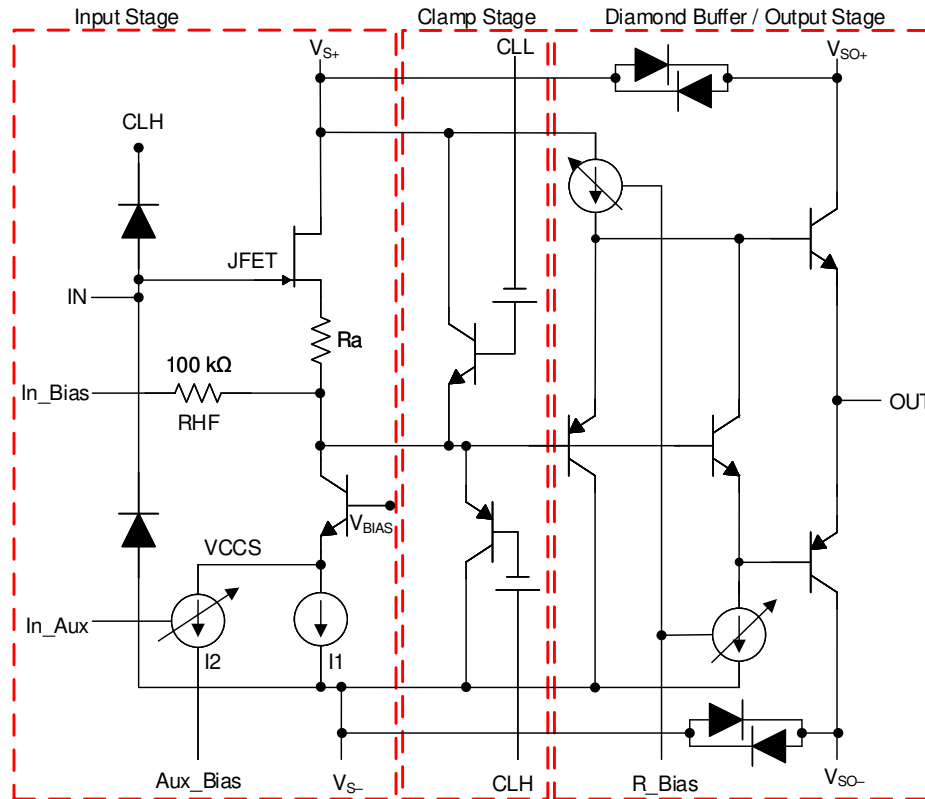 Input Stage
Clamp Stage
Diamond Buffer / Output Stage
VS+
CLL
VSO+
CLH
JFET
IN
Ra
100 kΩ
In_Bias
RHF
OUT
VBIAS
VCCS
In_Aux
I2
I1
Aux_Bias
VS–
CLH
R_Bias
VSO–